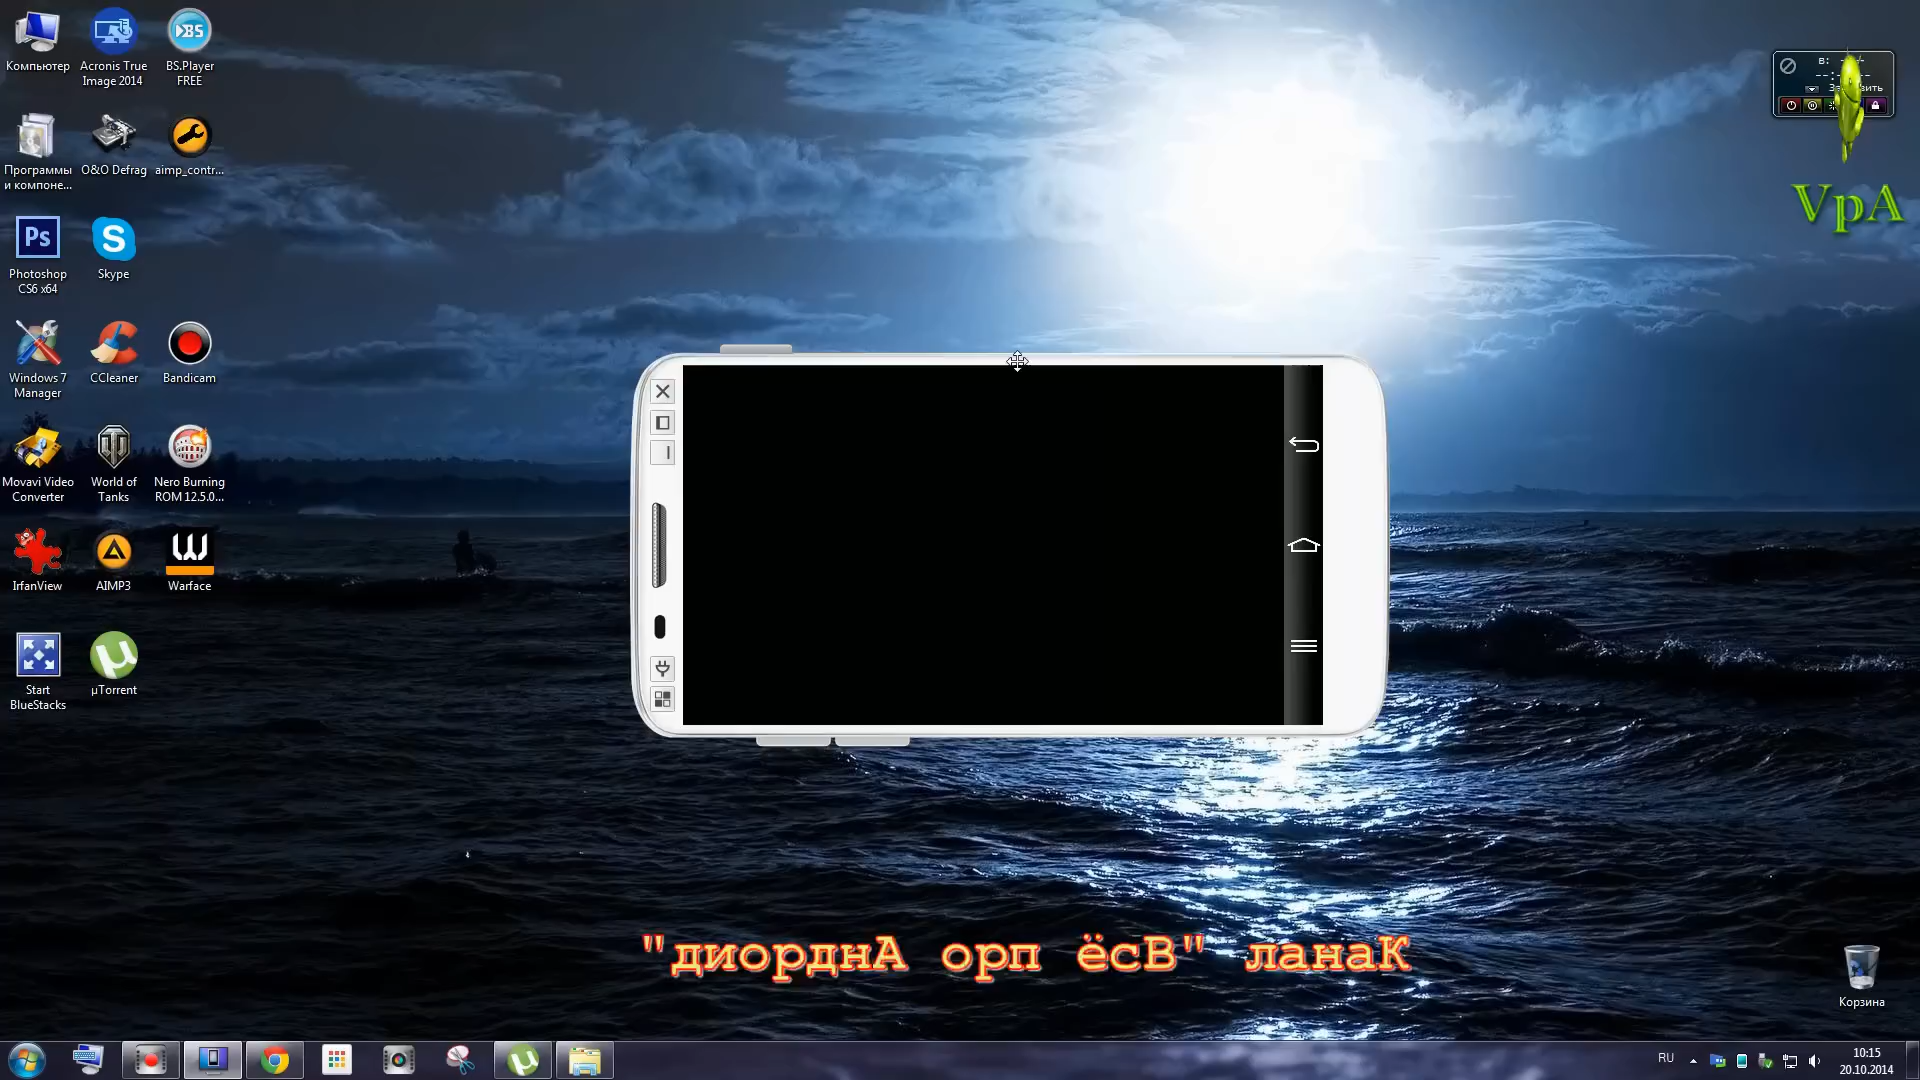 Компьютер
Acronis True
Image 2014
BS.Player
FREE
Программы
и компоне...
O&O Defrag
aimp_contr...
Ps
Photoshop
CS6 x64
Skype
Windows 7
Manager
CCleaner
Bandicam
Movavi Video
Converter
World of
Tanks
Nero Burning
ROM 12.5.0...
IrfanView
AIMP3
Warface
Start
BlueStacks
µTorrent
в:
VpA
"диорднА орп ёсВ" ланаК
Корзина
RU
10:15
20.10.2014